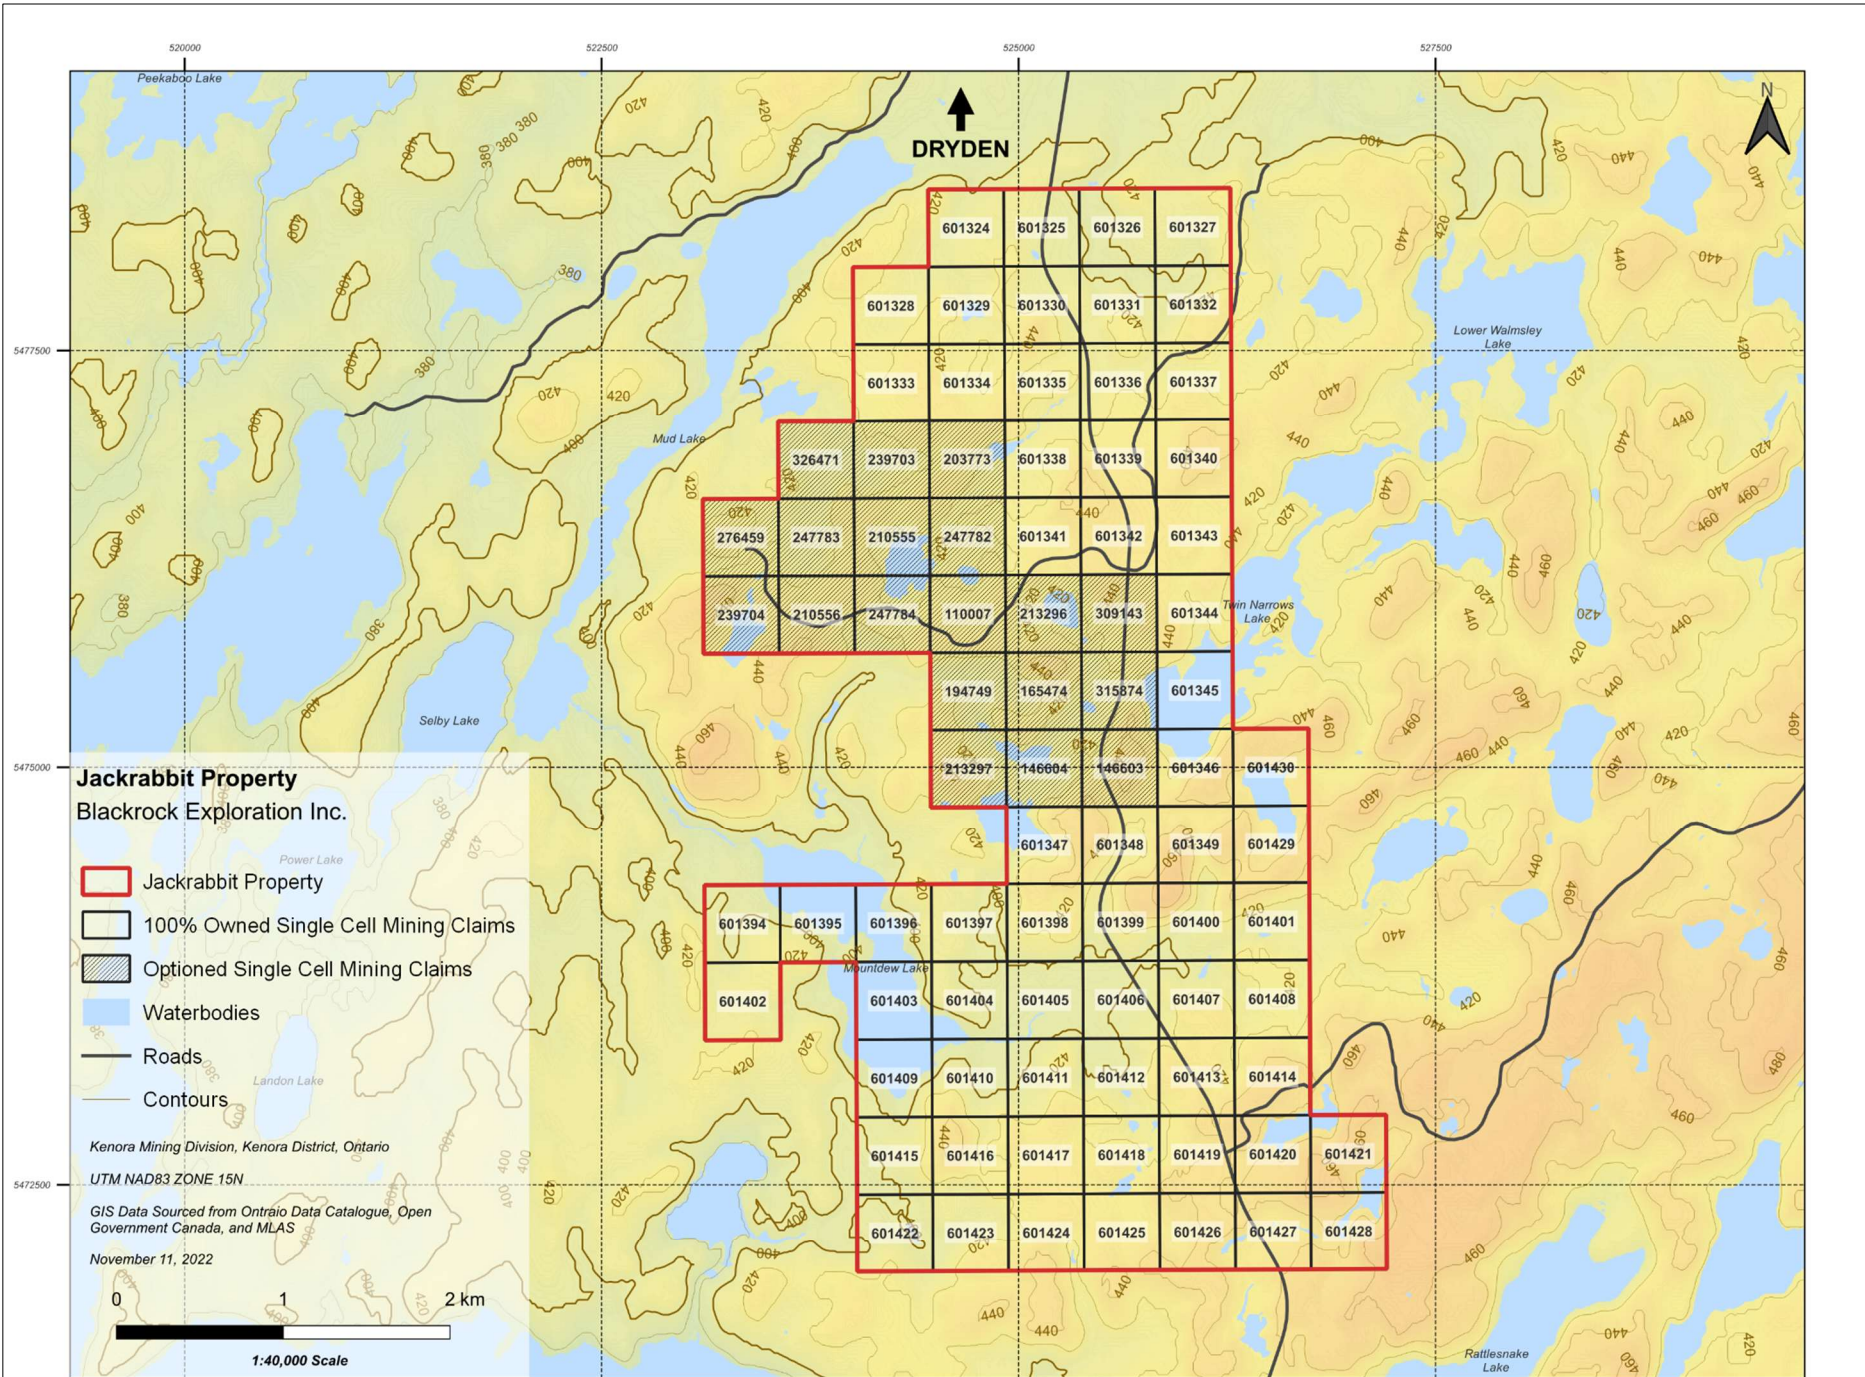 520000 522500 525000 527500
Peekaboo Lake
N
DRYDEN
601324 601325 601326 601327
601328 601329 601330 601331 601332
Lower Walmsley
Lake
5477500
601333 601334 601335 601336 601337
Mud Lake
326471 239703 203773 601338 601339 601340
276459 247783 210555 247782 601341 601342 601343
239704 210556 247784 110007 213296 309143 601344
Twin Narrows
Lake
194749 165474 315874 601345
Selby Lake
5475000
213297 146604 146603 601346 601430
Jackrabbit Property
Blackrock Exploration Inc.
601347 601348 601349 601429
Power Lake
Jackrabbit Property
100% Owned Single Cell Mining Claims
601394 601395 601396 601397 601398 601399 601400 601401
Optioned Single Cell Mining Claims
Mountdew Lake
601402 601403 601404 601405 601406 601407 601408
Waterbodies
Roads
Landon Lake
601409 601410 601411 601412 601413 601414
Contours
Kenora Mining Division, Kenora District, Ontario
601415 601416 601417 601418 601419 601420 601421
UTM NAD83 ZONE 15N
5472500
GIS Data Sourced from Ontraio Data Catalogue, Open
Government Canada, and MLAS
601422 601423 601424 601425 601426 601427 601428
November 11, 2022
0 1 2 km
1:40,000 Scale
Rattlesnake
Lake